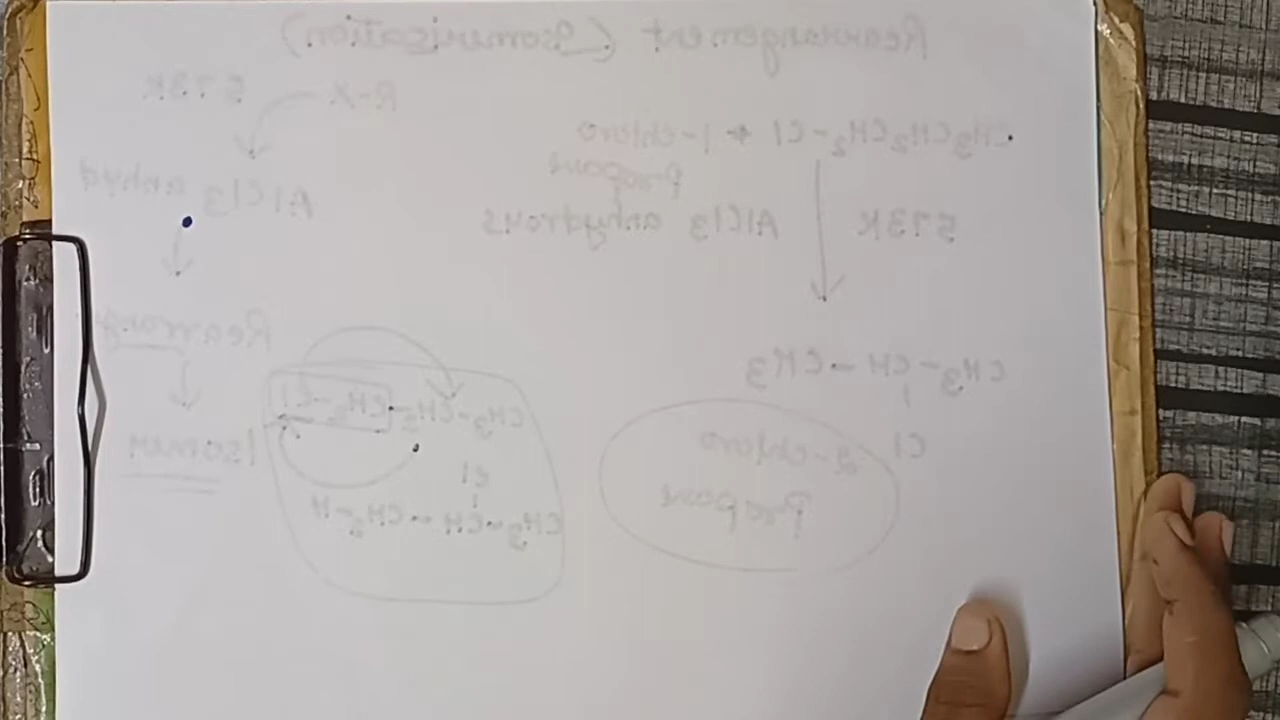 Rearrangement (Isomerisation)
CH3CH2CH2-Cl + 1-chloro
Propane
573K AlCl3 anhydrous
CH3-CH-CH3
Cl
2-chloro
Propane
R-X 573K
AlCl3 anhyd
Rearrang
Isomer
CH3-CH2-CH2-Cl
Cl
CH3-CH-CH2-H